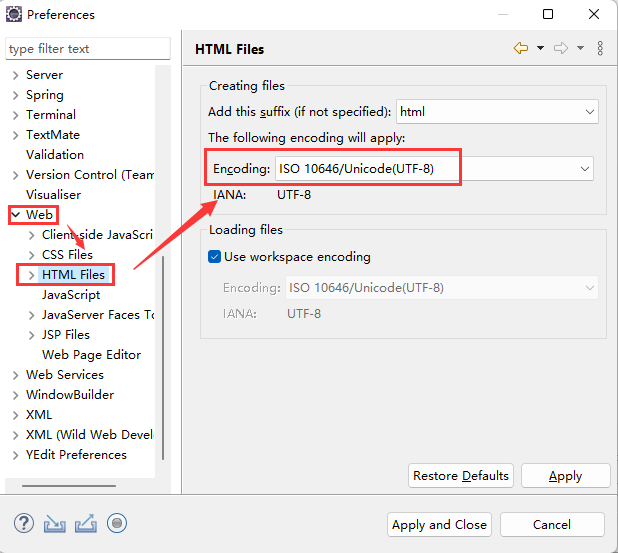 Preferences
type filter text
Server
Spring
Terminal
TextMate
Validation
Version Control (Team
Visualiser
Web
Client-side JavaScri
CSS Files
HTML Files
JavaScript
JavaServer Faces To
JSP Files
Web Page Editor
Web Services
WindowBuilder
XML
XML (Wild Web Devel
YEdit Preferences
HTML Files
Creating files
Add this suffix (if not specified): html
The following encoding will apply:
Encoding: ISO 10646/Unicode(UTF-8)
IANA: UTF-8
Loading files
Use workspace encoding
Encoding: ISO 10646/Unicode(UTF-8)
IANA: UTF-8
Restore Defaults Apply
Apply and Close Cancel